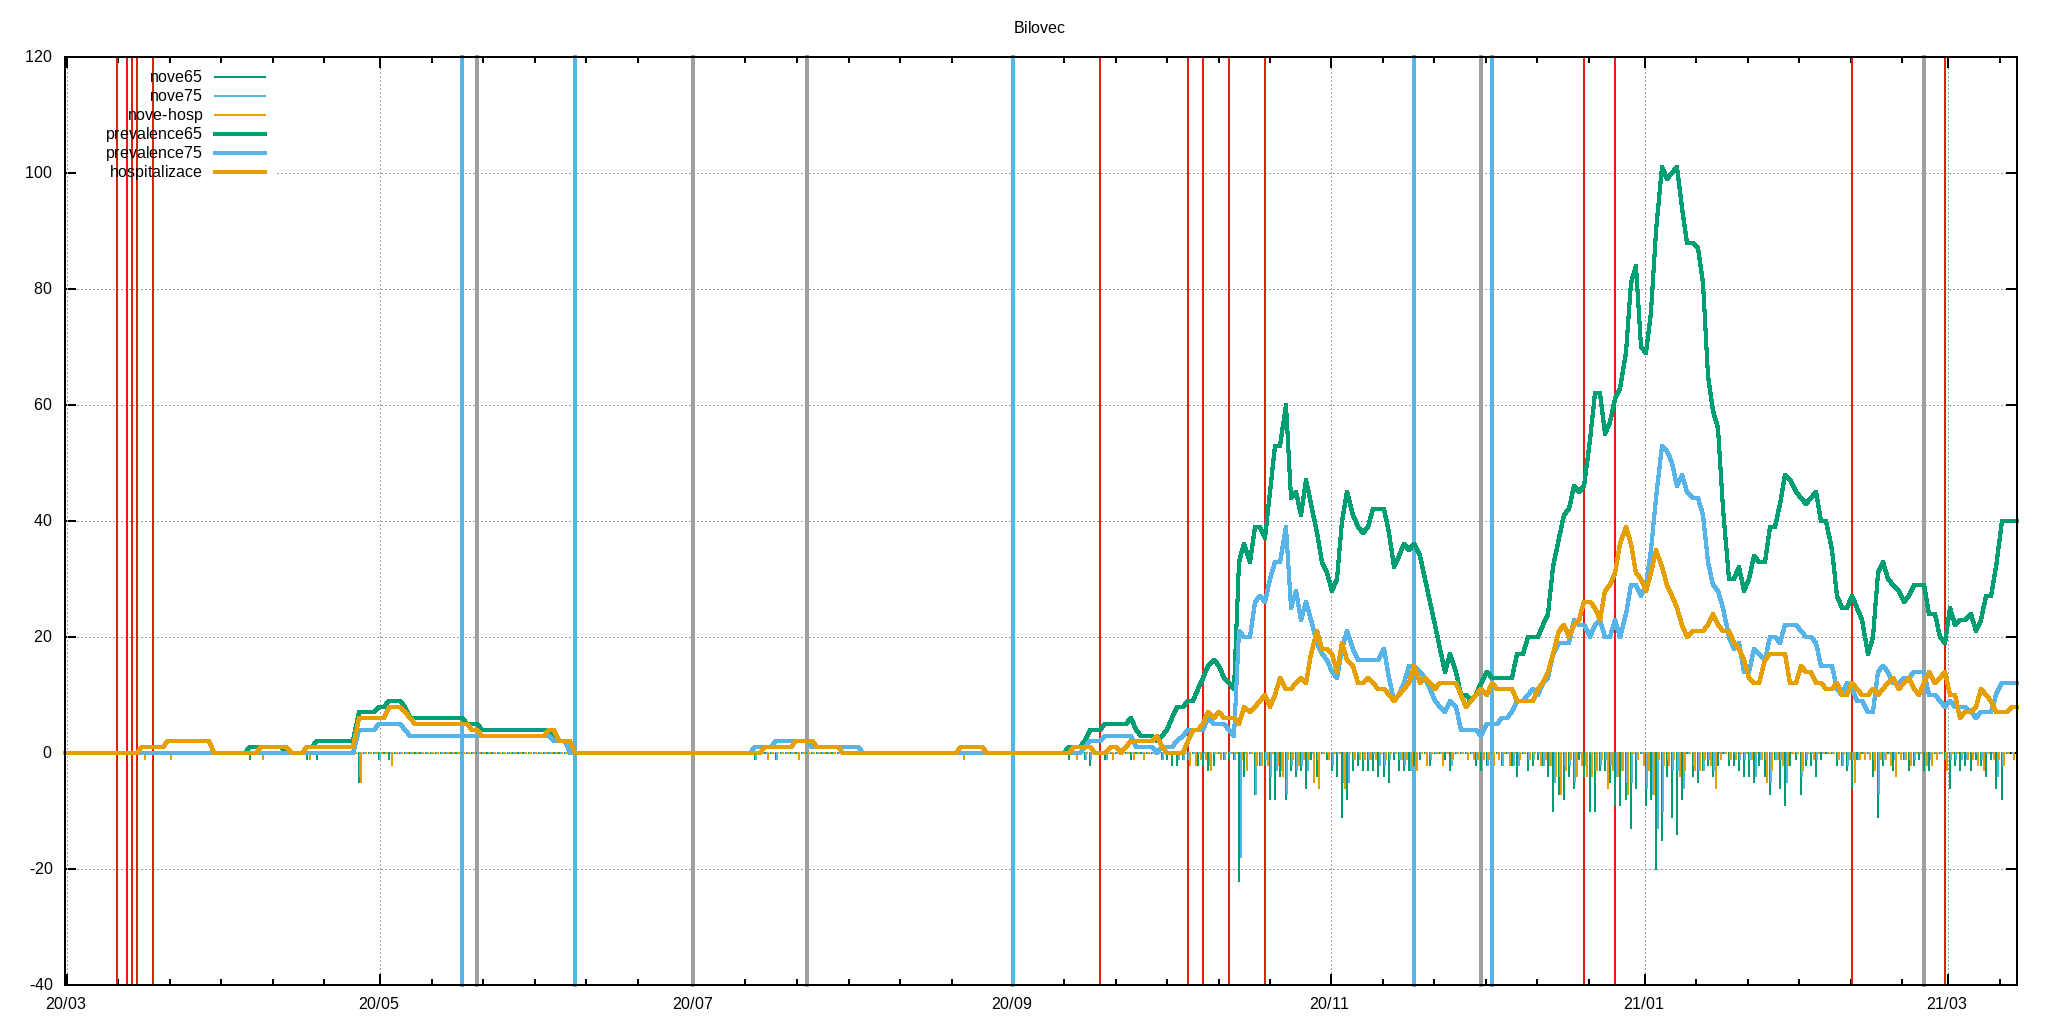 Bilovec
120
100
80
60
40
20
0
-20
-40
nove65
nove75
nove-hosp
prevalence65
prevalence75
hospitalizace
20/03 20/05 20/07 20/09 20/11 21/01 21/03